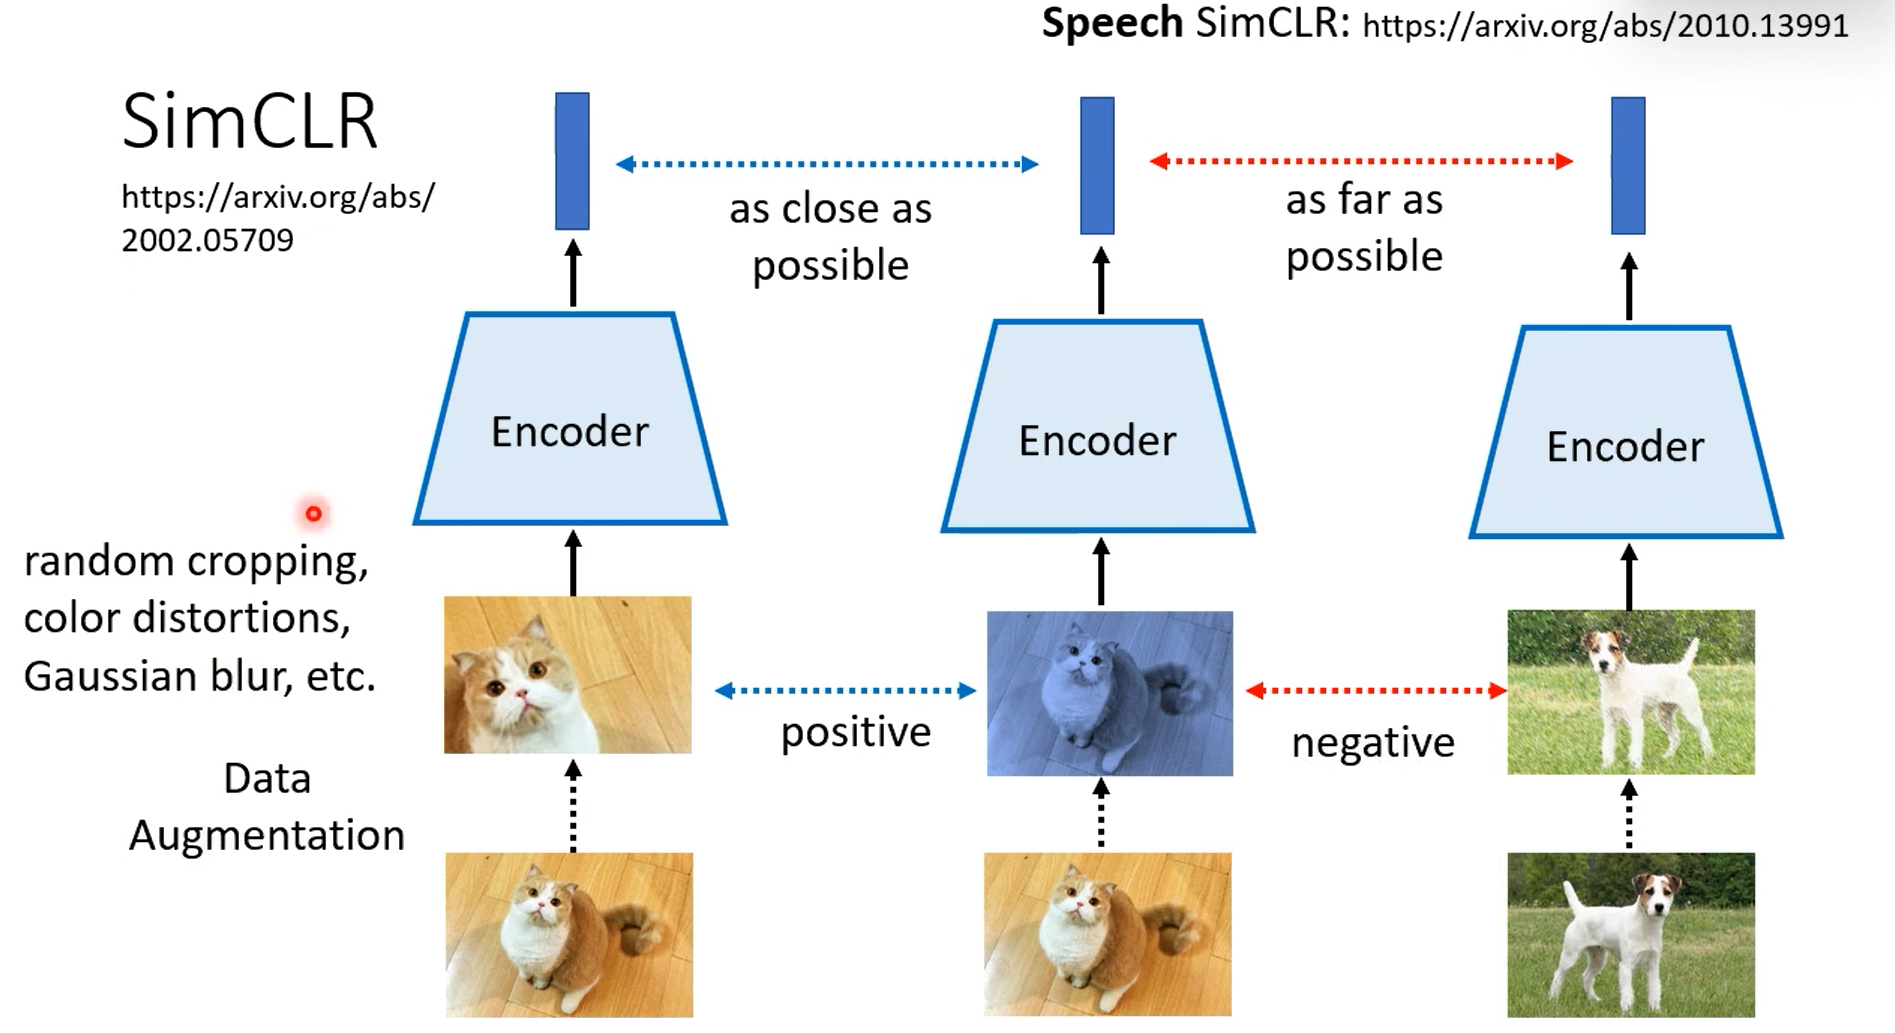 Speech SimCLR: https://arxiv.org/abs/2010.13991
SimCLR
https://arxiv.org/abs/
2002.05709
as close as
possible
as far as
possible
Encoder
Encoder
Encoder
random cropping,
color distortions,
Gaussian blur, etc.
positive
negative
Data
Augmentation